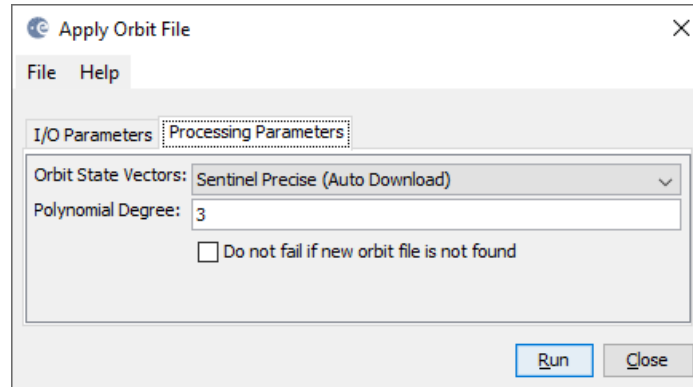 Apply Orbit File
File Help
I/O Parameters Processing Parameters
Orbit State Vectors: Sentinel Precise (Auto Download)
Polynomial Degree: 3
Do not fail if new orbit file is not found
Run Close